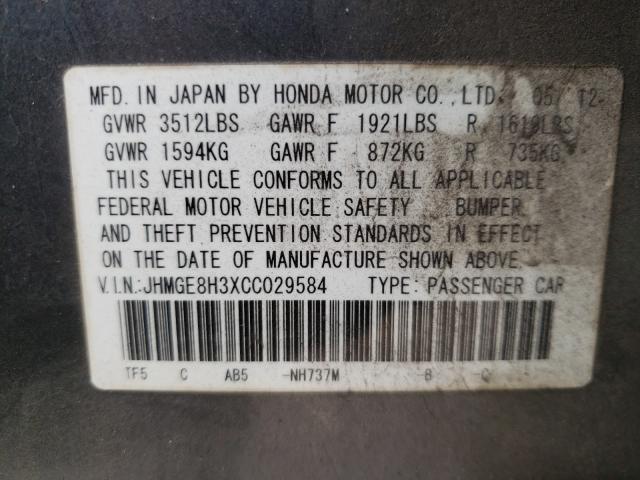 MFD. IN JAPAN BY HONDA MOTOR CO.,LTD. 05/12
GVWR 3512LBS GAWR F 1921LBS R 1619LBS
GVWR 1594KG GAWR F 872KG R 735KG
THIS VEHICLE CONFORMS TO ALL APPLICABLE
FEDERAL MOTOR VEHICLE SAFETY BUMPER
AND THEFT PREVENTION STANDARDS IN EFFECT
ON THE DATE OF MANUFACTURE SHOWN ABOVE.
V.I.N.:JHMGE8H3XCC029584 TYPE: PASSENGER CAR
TF5 C AB5 -NH737M -B -C